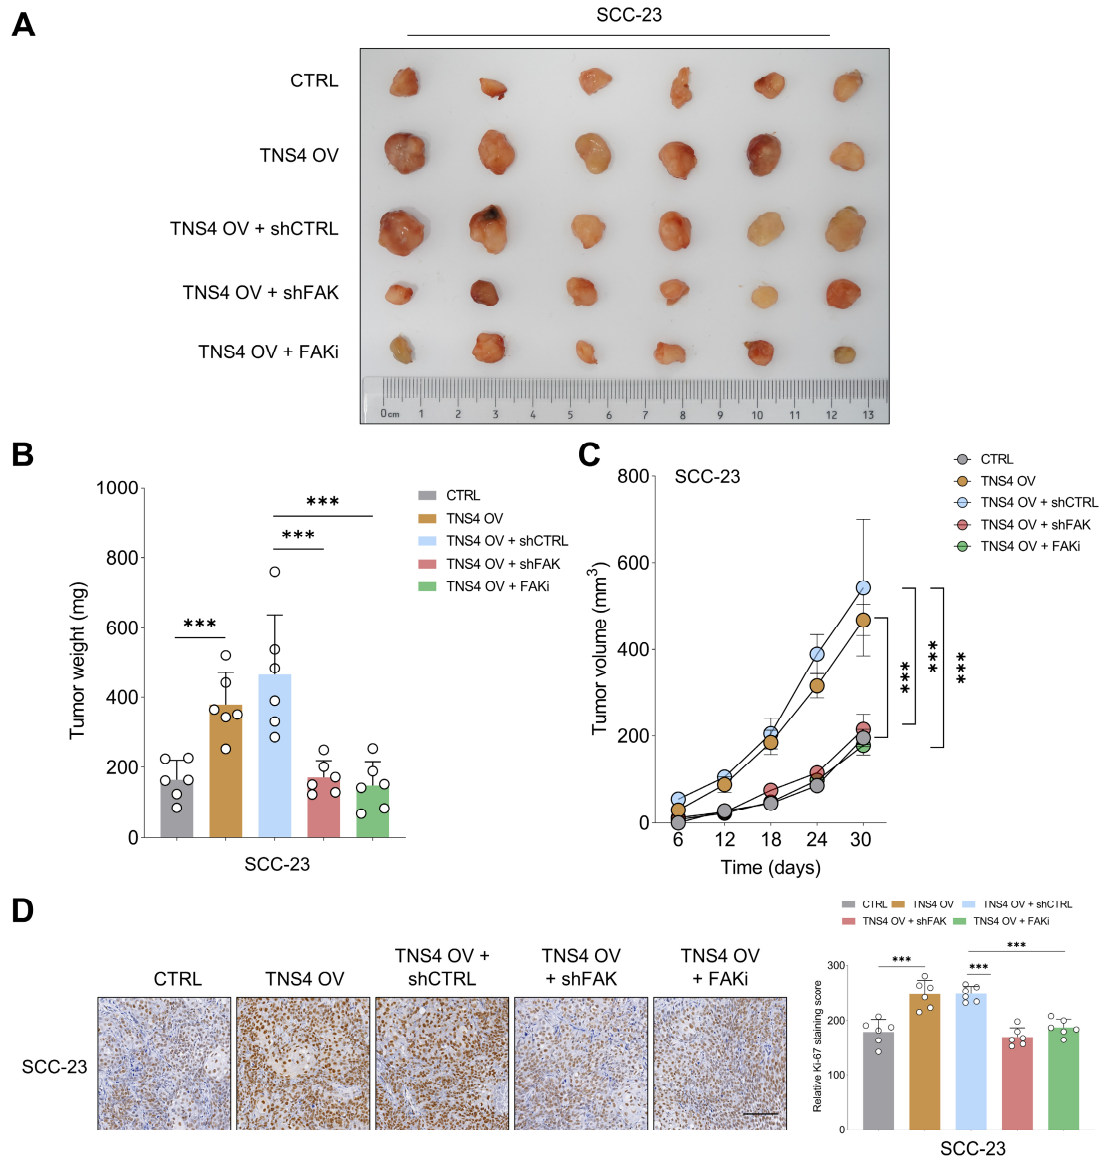 A
SCC-23
CTRL
TNS4 OV
TNS4 OV + shCTRL
TNS4 OV + shFAK
TNS4 OV + FAKi
0cm 1 2 3 4 5 6 7 8 9 10 11 12 13
B
Tumor weight (mg)
1000
800
600
400
200
0
***
***
***
SCC-23
CTRL
TNS4 OV
TNS4 OV + shCTRL
TNS4 OV + shFAK
TNS4 OV + FAKi
C
SCC-23
Tumor volume (mm3)
800
600
400
200
0
6 12 18 24 30
Time (days)
***
***
***
CTRL
TNS4 OV
TNS4 OV + shCTRL
TNS4 OV + shFAK
TNS4 OV + FAKi
D
CTRL
TNS4 OV
TNS4 OV +
shCTRL
TNS4 OV
+ shFAK
TNS4 OV
+ FAKi
SCC-23
CTRL TNS4 OV TNS4 OV + shCTRL
TNS4 OV + shFAK TNS4 OV + FAKi
Relative Ki-67 staining score
300
200
100
0
***
***
***
SCC-23